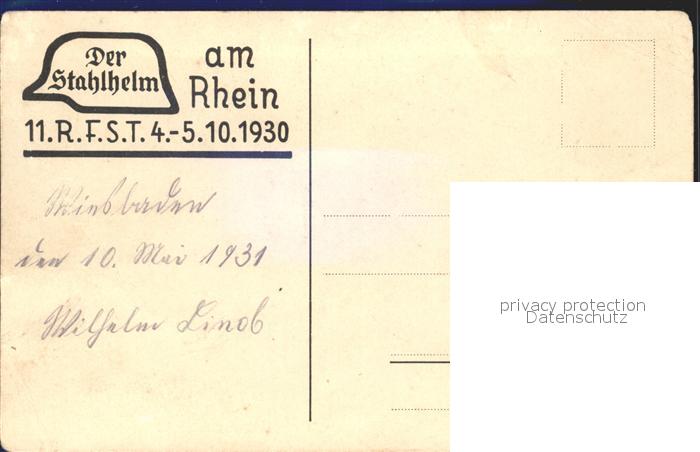 Der
Stahlhelm
am
Rhein
11.R.F.S.T. 4.-5.10.1930
Wiesbaden
den 10. Mai 1931
Wilhelm
privacy protection
Datenschutz